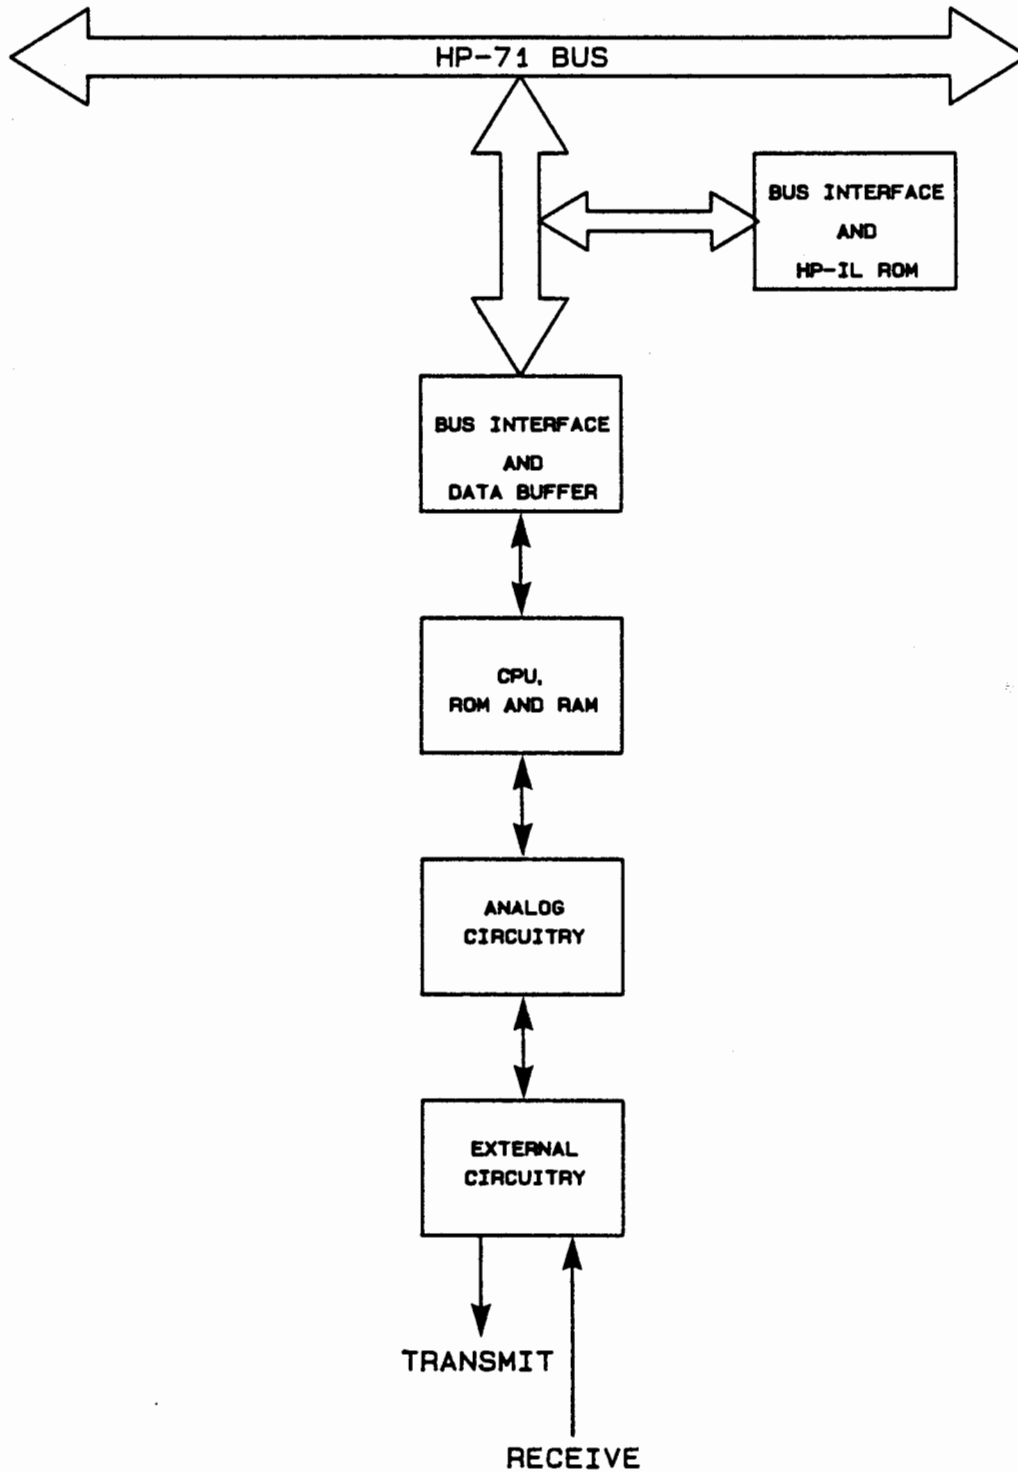 HP-71 BUS
BUS INTERFACE
AND
HP-IL ROM
BUS INTERFACE
AND
DATA BUFFER
CPU,
ROM AND RAM
ANALOG
CIRCUITRY
EXTERNAL
CIRCUITRY
TRANSMIT
RECEIVE